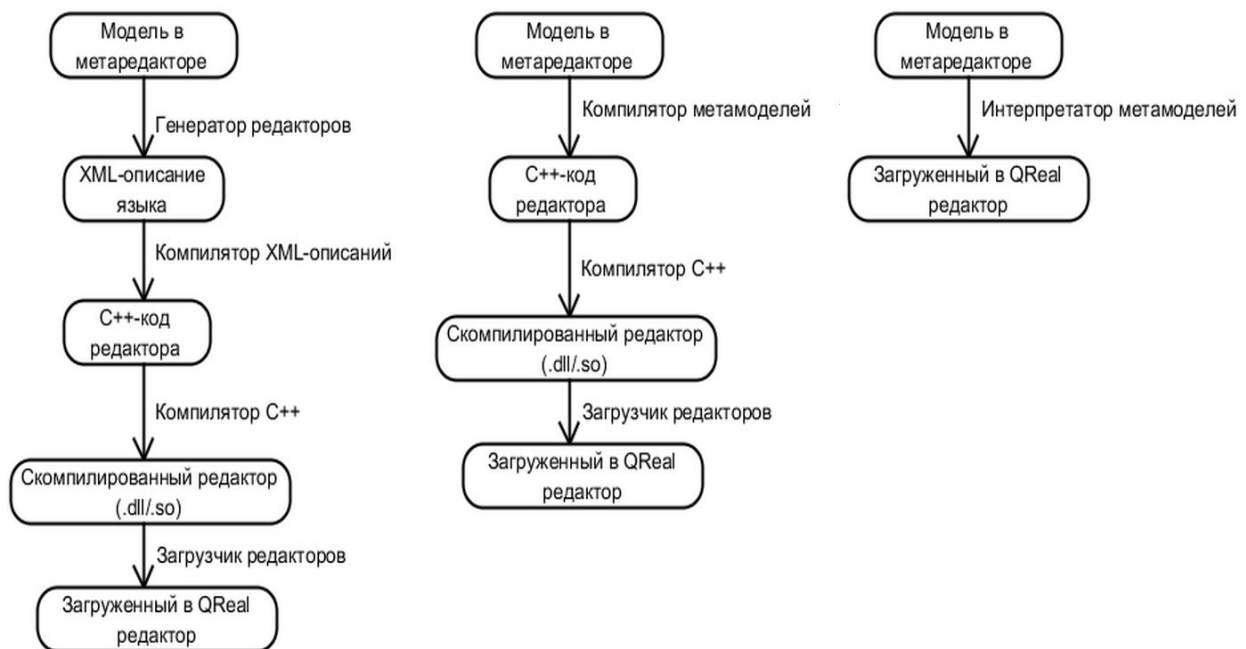 Модель в
метаредакторе
Генератор редакторов
XML-описание
языка
Компилятор XML-описаний
C++-код
редактора
Компилятор C++
Скомпилированный редактор
(.dll/.so)
Загрузчик редакторов
Загруженный в QReal
редактор
Модель в
метаредакторе
Компилятор метамоделей
C++-код
редактора
Компилятор C++
Скомпилированный редактор
(.dll/.so)
Загрузчик редакторов
Загруженный в QReal
редактор
Модель в
метаредакторе
Интерпретатор метамоделей
Загруженный в QReal
редактор